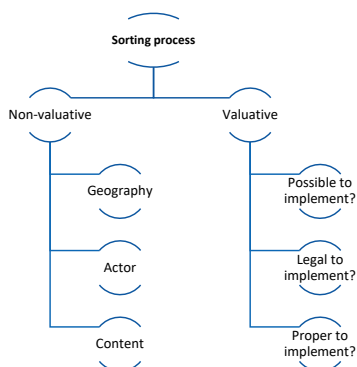 Sorting process
Non-valuative
Valuative
Geography
Possible to
implement?
Actor
Legal to
implement?
Content
Proper to
implement?